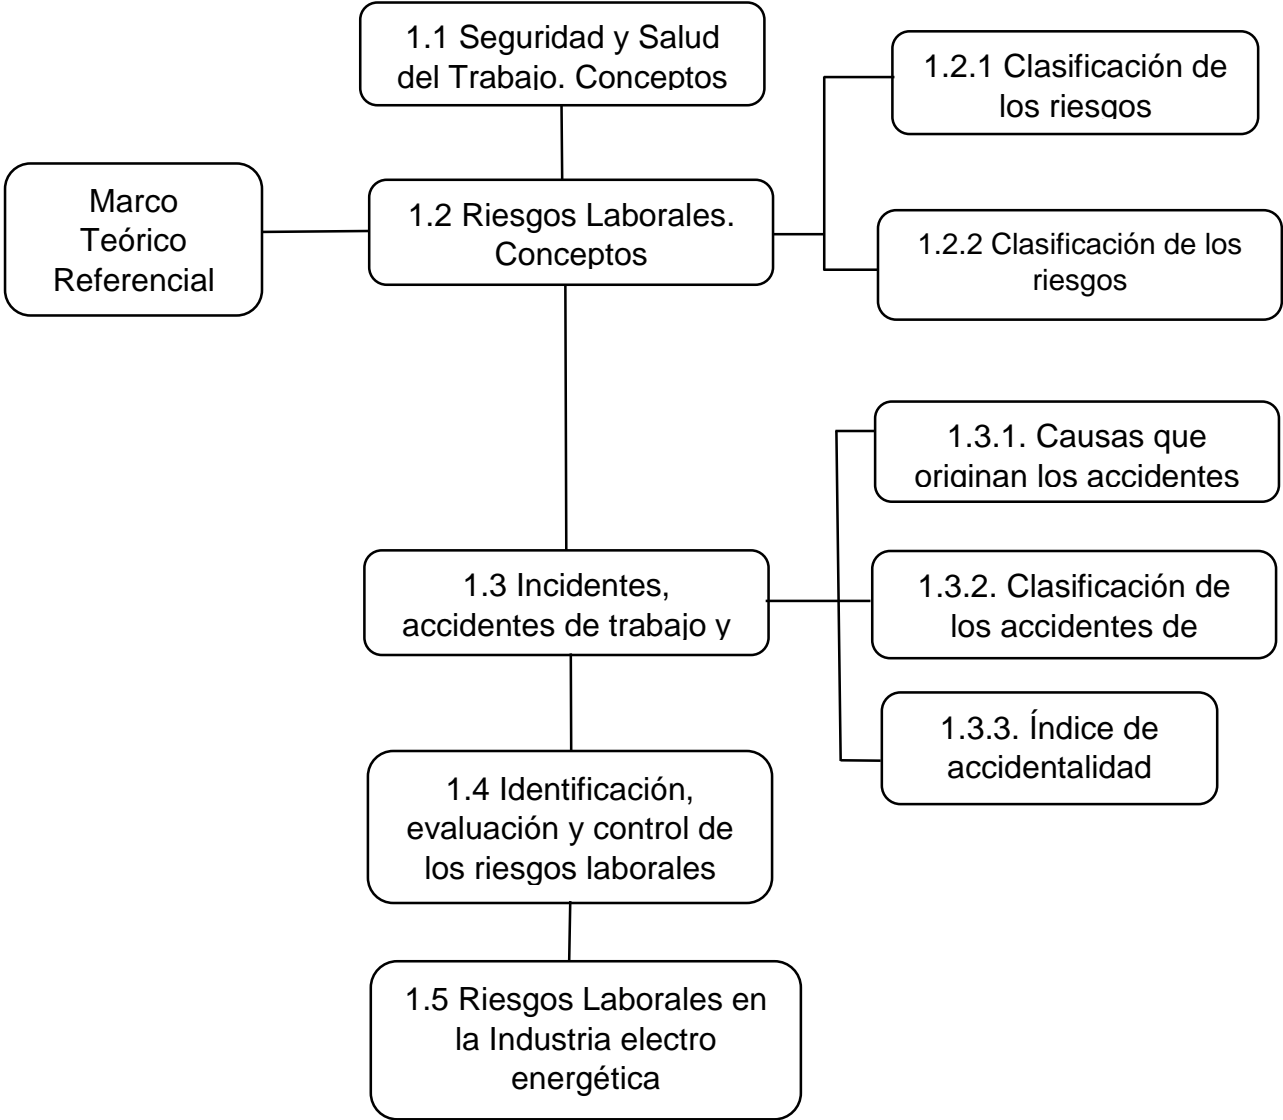 1.1 Seguridad y Salud
del Trabajo. Conceptos
1.2.1 Clasificación de
los riesgos
Marco
Teórico
Referencial
1.2 Riesgos Laborales.
Conceptos
1.2.2 Clasificación de los
riesgos
1.3.1. Causas que
originan los accidentes
1.3 Incidentes,
accidentes de trabajo y
1.3.2. Clasificación de
los accidentes de
1.3.3. Índice de
accidentalidad
1.4 Identificación,
evaluación y control de
los riesgos laborales
1.5 Riesgos Laborales en
la Industria electro
energética